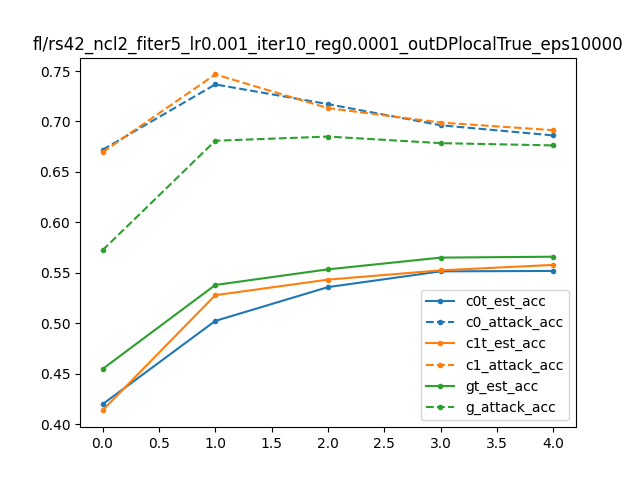 fl/rs42_ncl2_fiter5_lr0.001_iter10_reg0.0001_outDPlocalTrue_eps10000
0.75
0.70
0.65
0.60
0.55
0.50
0.45
0.40
0.0 0.5 1.0 1.5 2.0 2.5 3.0 3.5 4.0
c0t_est_acc
c0_attack_acc
c1t_est_acc
c1_attack_acc
gt_est_acc
g_attack_acc